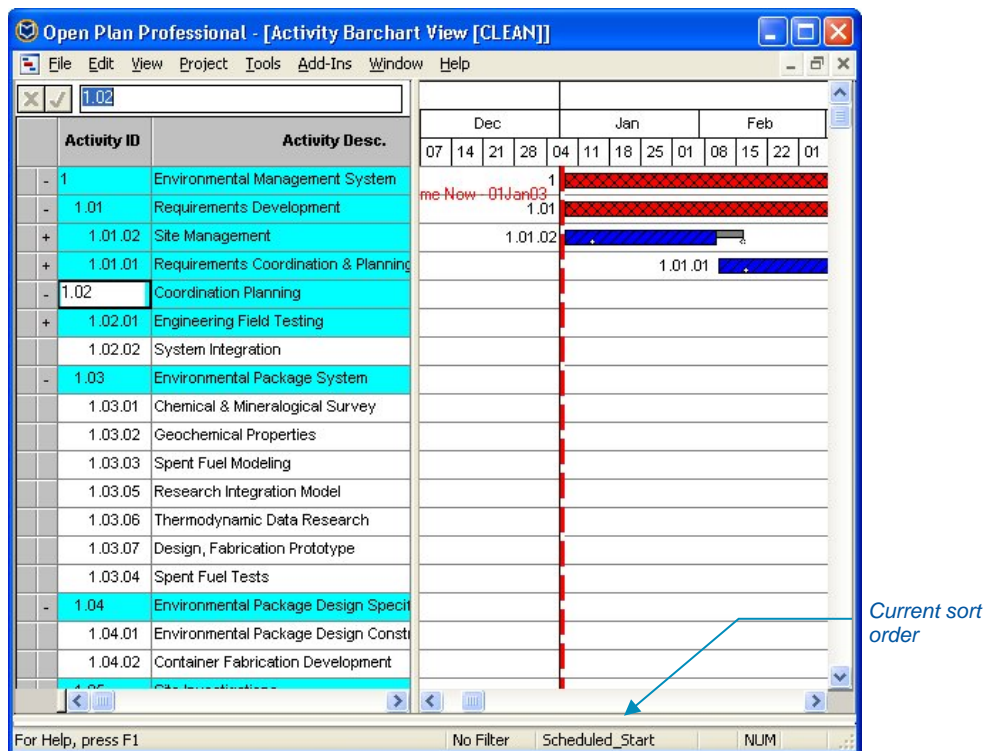 Open Plan Professional - [Activity Barchart View [CLEAN]]
File Edit View Project Tools Add-Ins Window Help
1.02
Activity ID Activity Desc.
Dec Jan Feb
07 14 21 28 04 11 18 25 01 08 15 22 01
- 1 Environmental Management System 1
me Now - 01Jan03
- 1.01 Requirements Development 1.01
+ 1.01.02 Site Management 1.01.02
+ 1.01.01 Requirements Coordination & Planning 1.01.01
- 1.02 Coordination Planning
+ 1.02.01 Engineering Field Testing
1.02.02 System Integration
- 1.03 Environmental Package System
1.03.01 Chemical & Mineralogical Survey
1.03.02 Geochemical Properties
1.03.03 Spent Fuel Modeling
1.03.05 Research Integration Model
1.03.06 Thermodynamic Data Research
1.03.07 Design, Fabrication Prototype
1.03.04 Spent Fuel Tests
- 1.04 Environmental Package Design Specif
1.04.01 Environmental Package Design Constr
1.04.02 Container Fabrication Development
Current sort
order
For Help, press F1 No Filter Scheduled_Start NUM